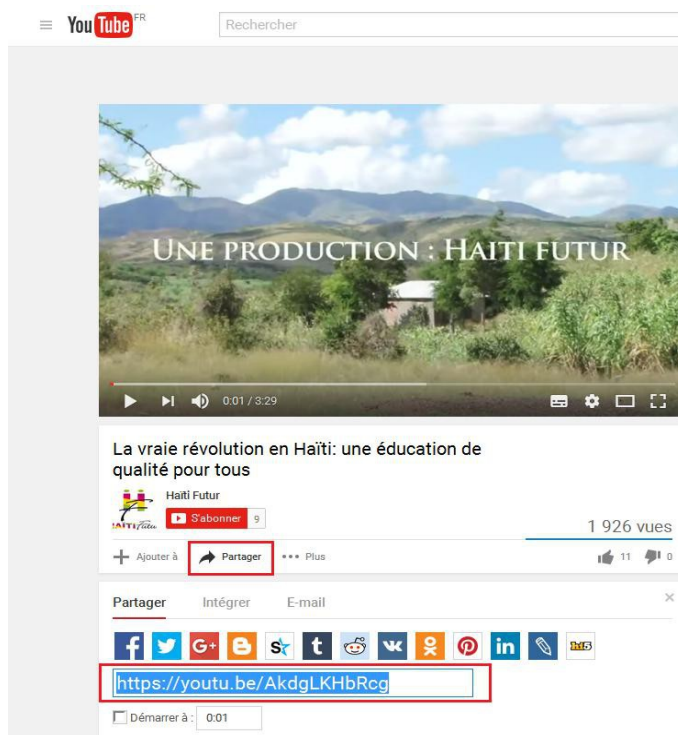 YouTube FR
Rechercher
UNE PRODUCTION : HAITI FUTUR
0:01 / 3:29
La vraie révolution en Haïti: une éducation de
qualité pour tous
Haïti Futur
S'abonner 9
1 926 vues
Ajouter à Partager Plus
11 0
Partager Intégrer E-mail
https://youtu.be/AkdgLKHbRcg
Démarrer à : 0:01